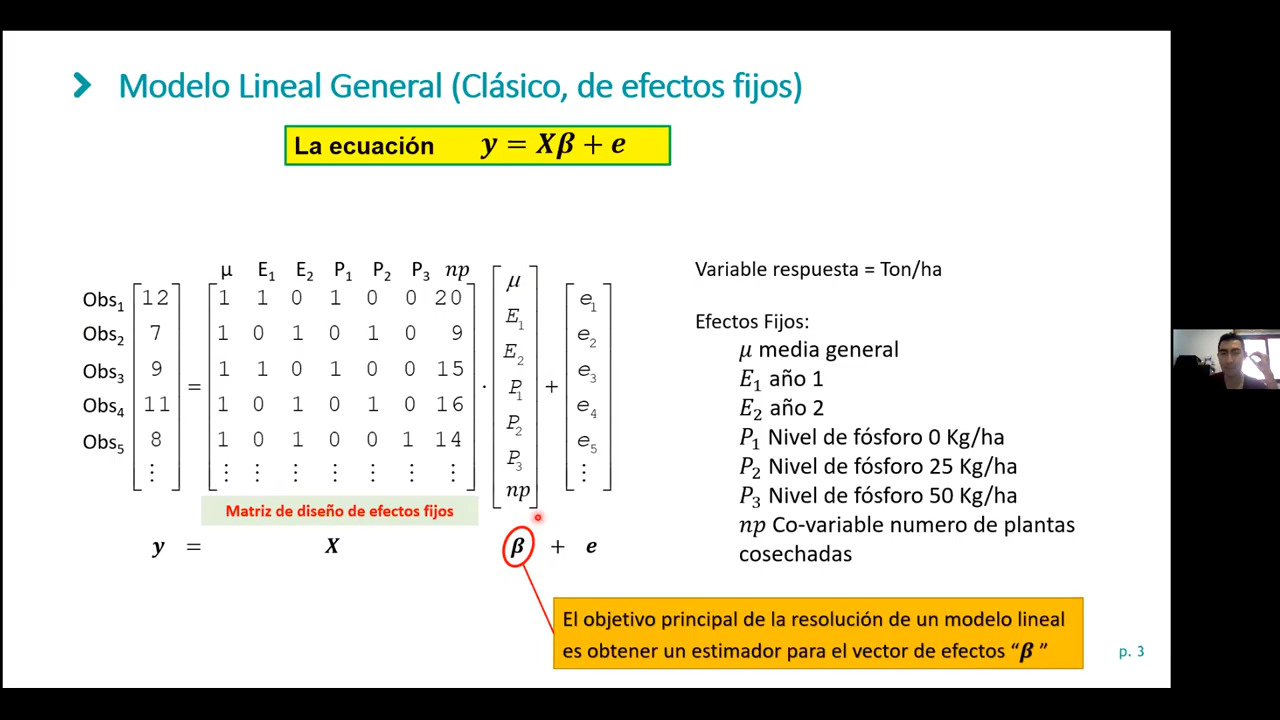 Modelo Lineal General (Clásico, de efectos fijos)
La ecuación y = Xβ + e
μ E₁ E₂ P₁ P₂ P₃ np
Obs₁ 12 1 1 0 1 0 0 20 μ e₁
Obs₂ 7 1 0 1 0 1 0 9 E₁ e₂
Obs₃ 9 = 1 1 0 1 0 0 15 · E₂ + e₃
Obs₄ 11 1 0 1 0 1 0 16 P₁ e₄
Obs₅ 8 1 0 1 0 0 1 14 P₂ e₅
⋮ ⋮ ⋮ ⋮ ⋮ ⋮ ⋮ ⋮ P₃ ⋮
np
Matriz de diseño de efectos fijos
y = X β + e
Variable respuesta = Ton/ha
Efectos Fijos:
μ media general
E₁ año 1
E₂ año 2
P₁ Nivel de fósforo 0 Kg/ha
P₂ Nivel de fósforo 25 Kg/ha
P₃ Nivel de fósforo 50 Kg/ha
np Co-variable numero de plantas
cosechadas
El objetivo principal de la resolución de un modelo lineal
es obtener un estimador para el vector de efectos “β ”
p. 3